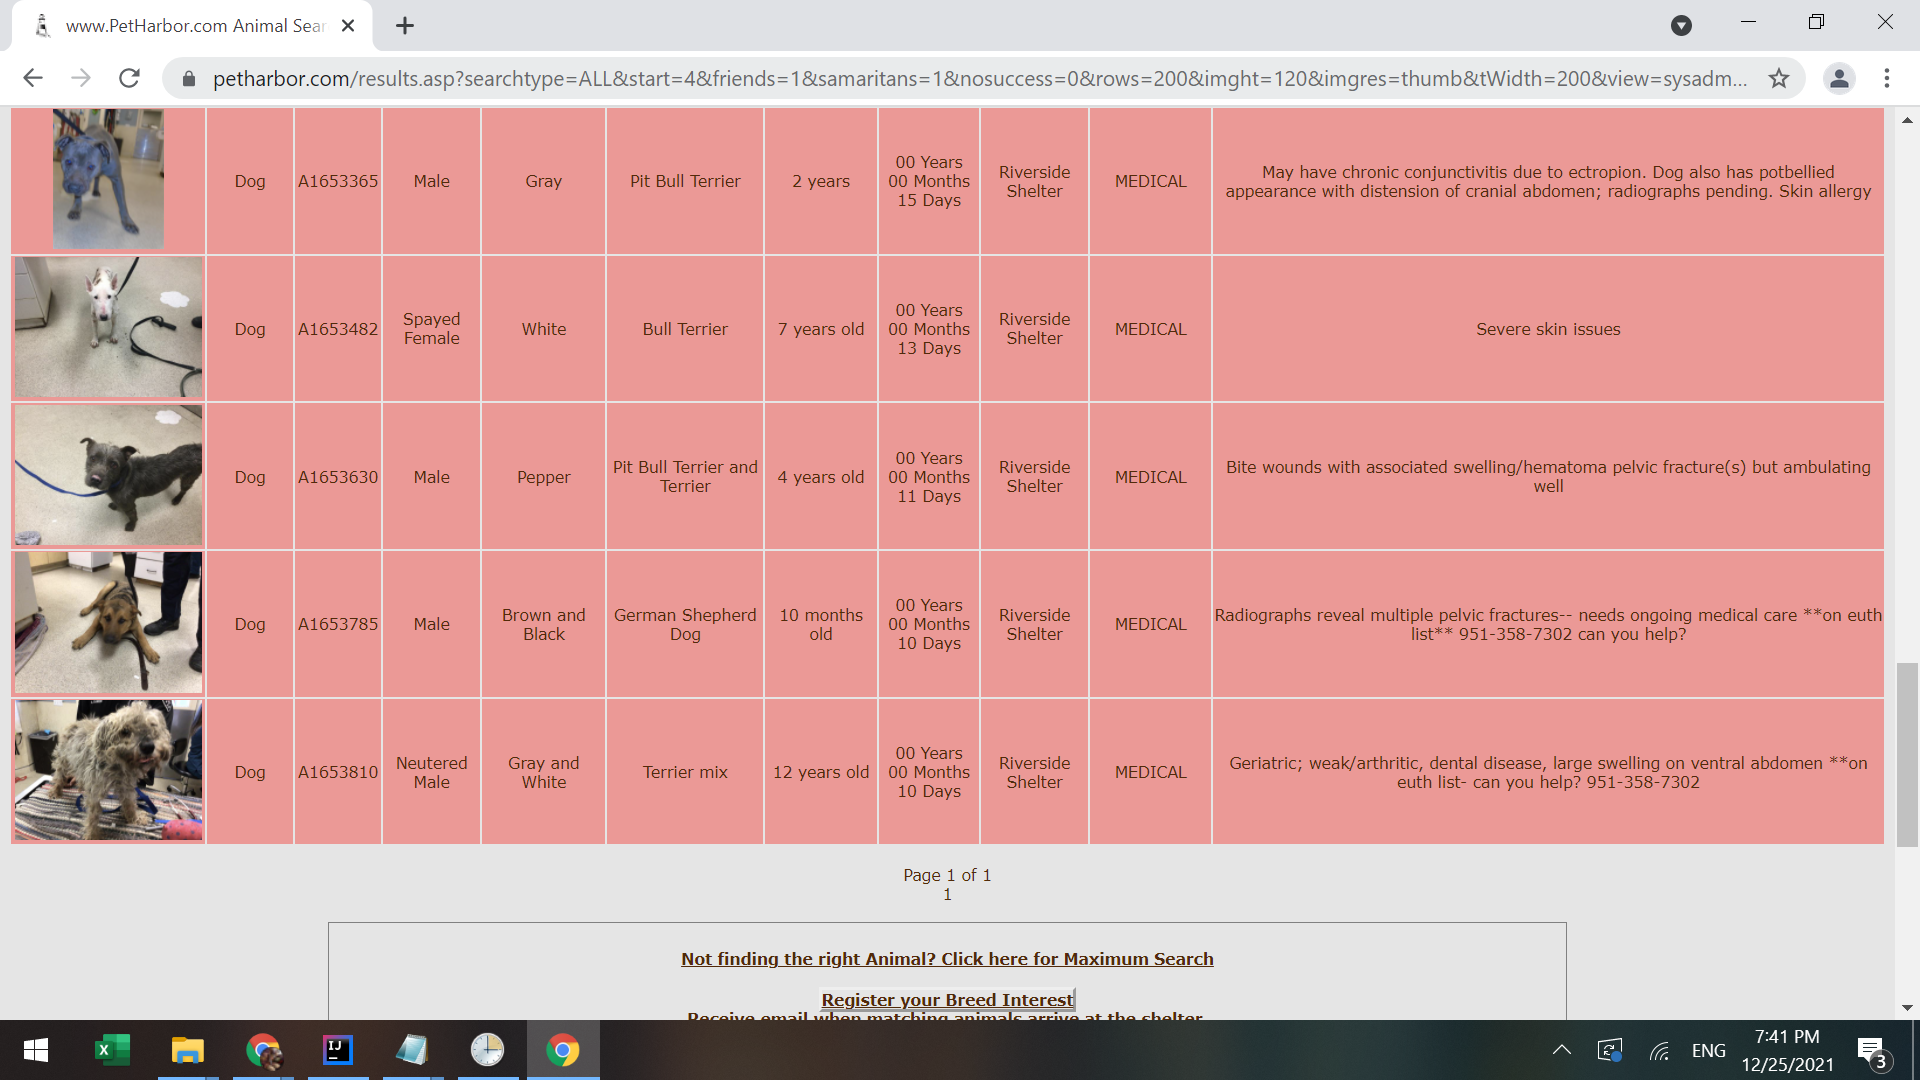 www.PetHarbor.com Animal Sear
petharbor.com/results.asp?searchtype=ALL&start=4&friends=1&samaritans=1&nosuccess=0&rows=200&imght=120&imgres=thumb&tWidth=200&view=sysadm...
Dog
A1653365
Male
Gray
Pit Bull Terrier
2 years
00 Years
00 Months
15 Days
Riverside
Shelter
MEDICAL
May have chronic conjunctivitis due to ectropion. Dog also has potbellied
appearance with distension of cranial abdomen; radiographs pending. Skin allergy
Dog
A1653482
Spayed
Female
White
Bull Terrier
7 years old
00 Years
00 Months
13 Days
Riverside
Shelter
MEDICAL
Severe skin issues
Dog
A1653630
Male
Pepper
Pit Bull Terrier and
Terrier
4 years old
00 Years
00 Months
11 Days
Riverside
Shelter
MEDICAL
Bite wounds with associated swelling/hematoma pelvic fracture(s) but ambulating
well
Dog
A1653785
Male
Brown and
Black
German Shepherd
Dog
10 months
old
00 Years
00 Months
10 Days
Riverside
Shelter
MEDICAL
Radiographs reveal multiple pelvic fractures-- needs ongoing medical care **on euth
list** 951-358-7302 can you help?
Dog
A1653810
Neutered
Male
Gray and
White
Terrier mix
12 years old
00 Years
00 Months
10 Days
Riverside
Shelter
MEDICAL
Geriatric; weak/arthritic, dental disease, large swelling on ventral abdomen **on
euth list- can you help? 951-358-7302
Page 1 of 1
1
Not finding the right Animal? Click here for Maximum Search
Register your Breed Interest
Receive email when matching animals arrive at the shelter
IJ
ENG
7:41 PM
12/25/2021
3